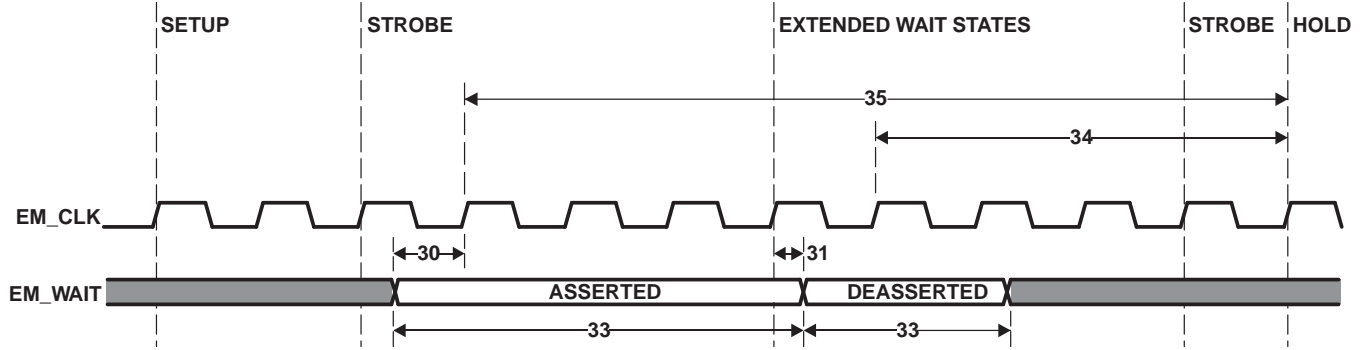 SETUP STROBE EXTENDED WAIT STATES STROBE HOLD
35
34
EM_CLK
30 31
EM_WAIT ASSERTED DEASSERTED
33 33